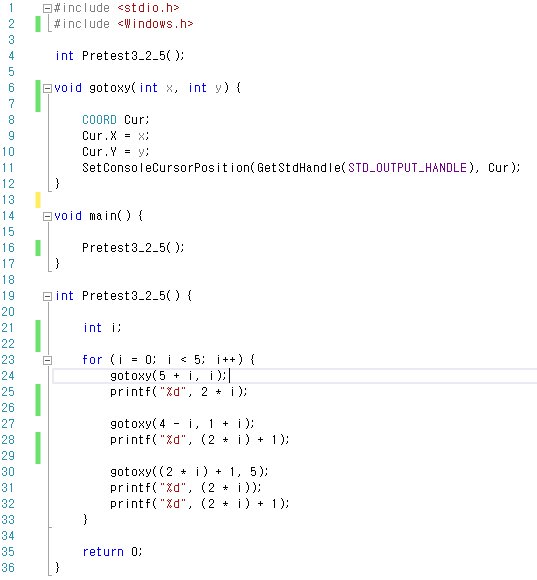 1 #include <stdio.h>
2 #include <Windows.h>
3
4 int Pretest3_2_5();
5
6 void gotoxy(int x, int y) {
7
8 COORD Cur;
9 Cur.X = x;
10 Cur.Y = y;
11 SetConsoleCursorPosition(GetStdHandle(STD_OUTPUT_HANDLE), Cur);
12 }
13
14 void main() {
15
16 Pretest3_2_5();
17 }
18
19 int Pretest3_2_5() {
20
21 int i;
22
23 for (i = 0; i < 5; i++) {
24 gotoxy(5 + i, i);
25 printf("%d", 2 * i);
26
27 gotoxy(4 - i, 1 + i);
28 printf("%d", (2 * i) + 1);
29
30 gotoxy((2 * i) + 1, 5);
31 printf("%d", (2 * i));
32 printf("%d", (2 * i) + 1);
33 }
34
35 return 0;
36 }